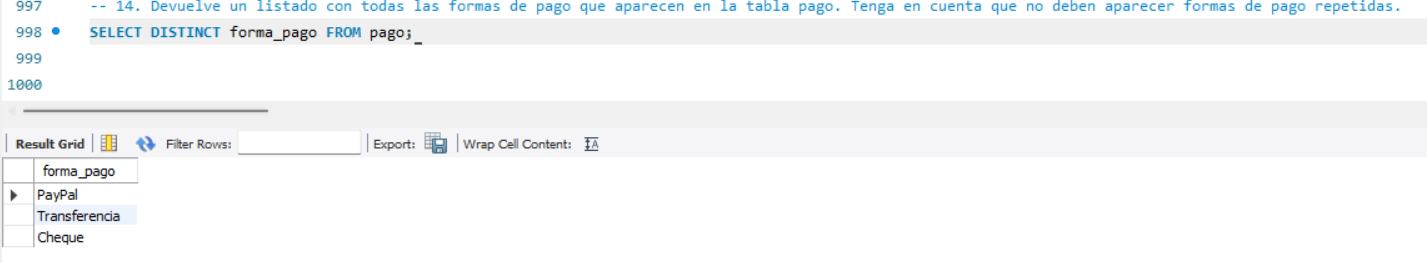 997 -- 14. Devuelve un listado con todas las formas de pago que aparecen en la tabla pago. Tenga en cuenta que no deben aparecer formas de pago repetidas.
998 SELECT DISTINCT forma_pago FROM pago;
999
1000
Result Grid Filter Rows: Export: Wrap Cell Content: IA
forma_pago
PayPal
Transferencia
Cheque